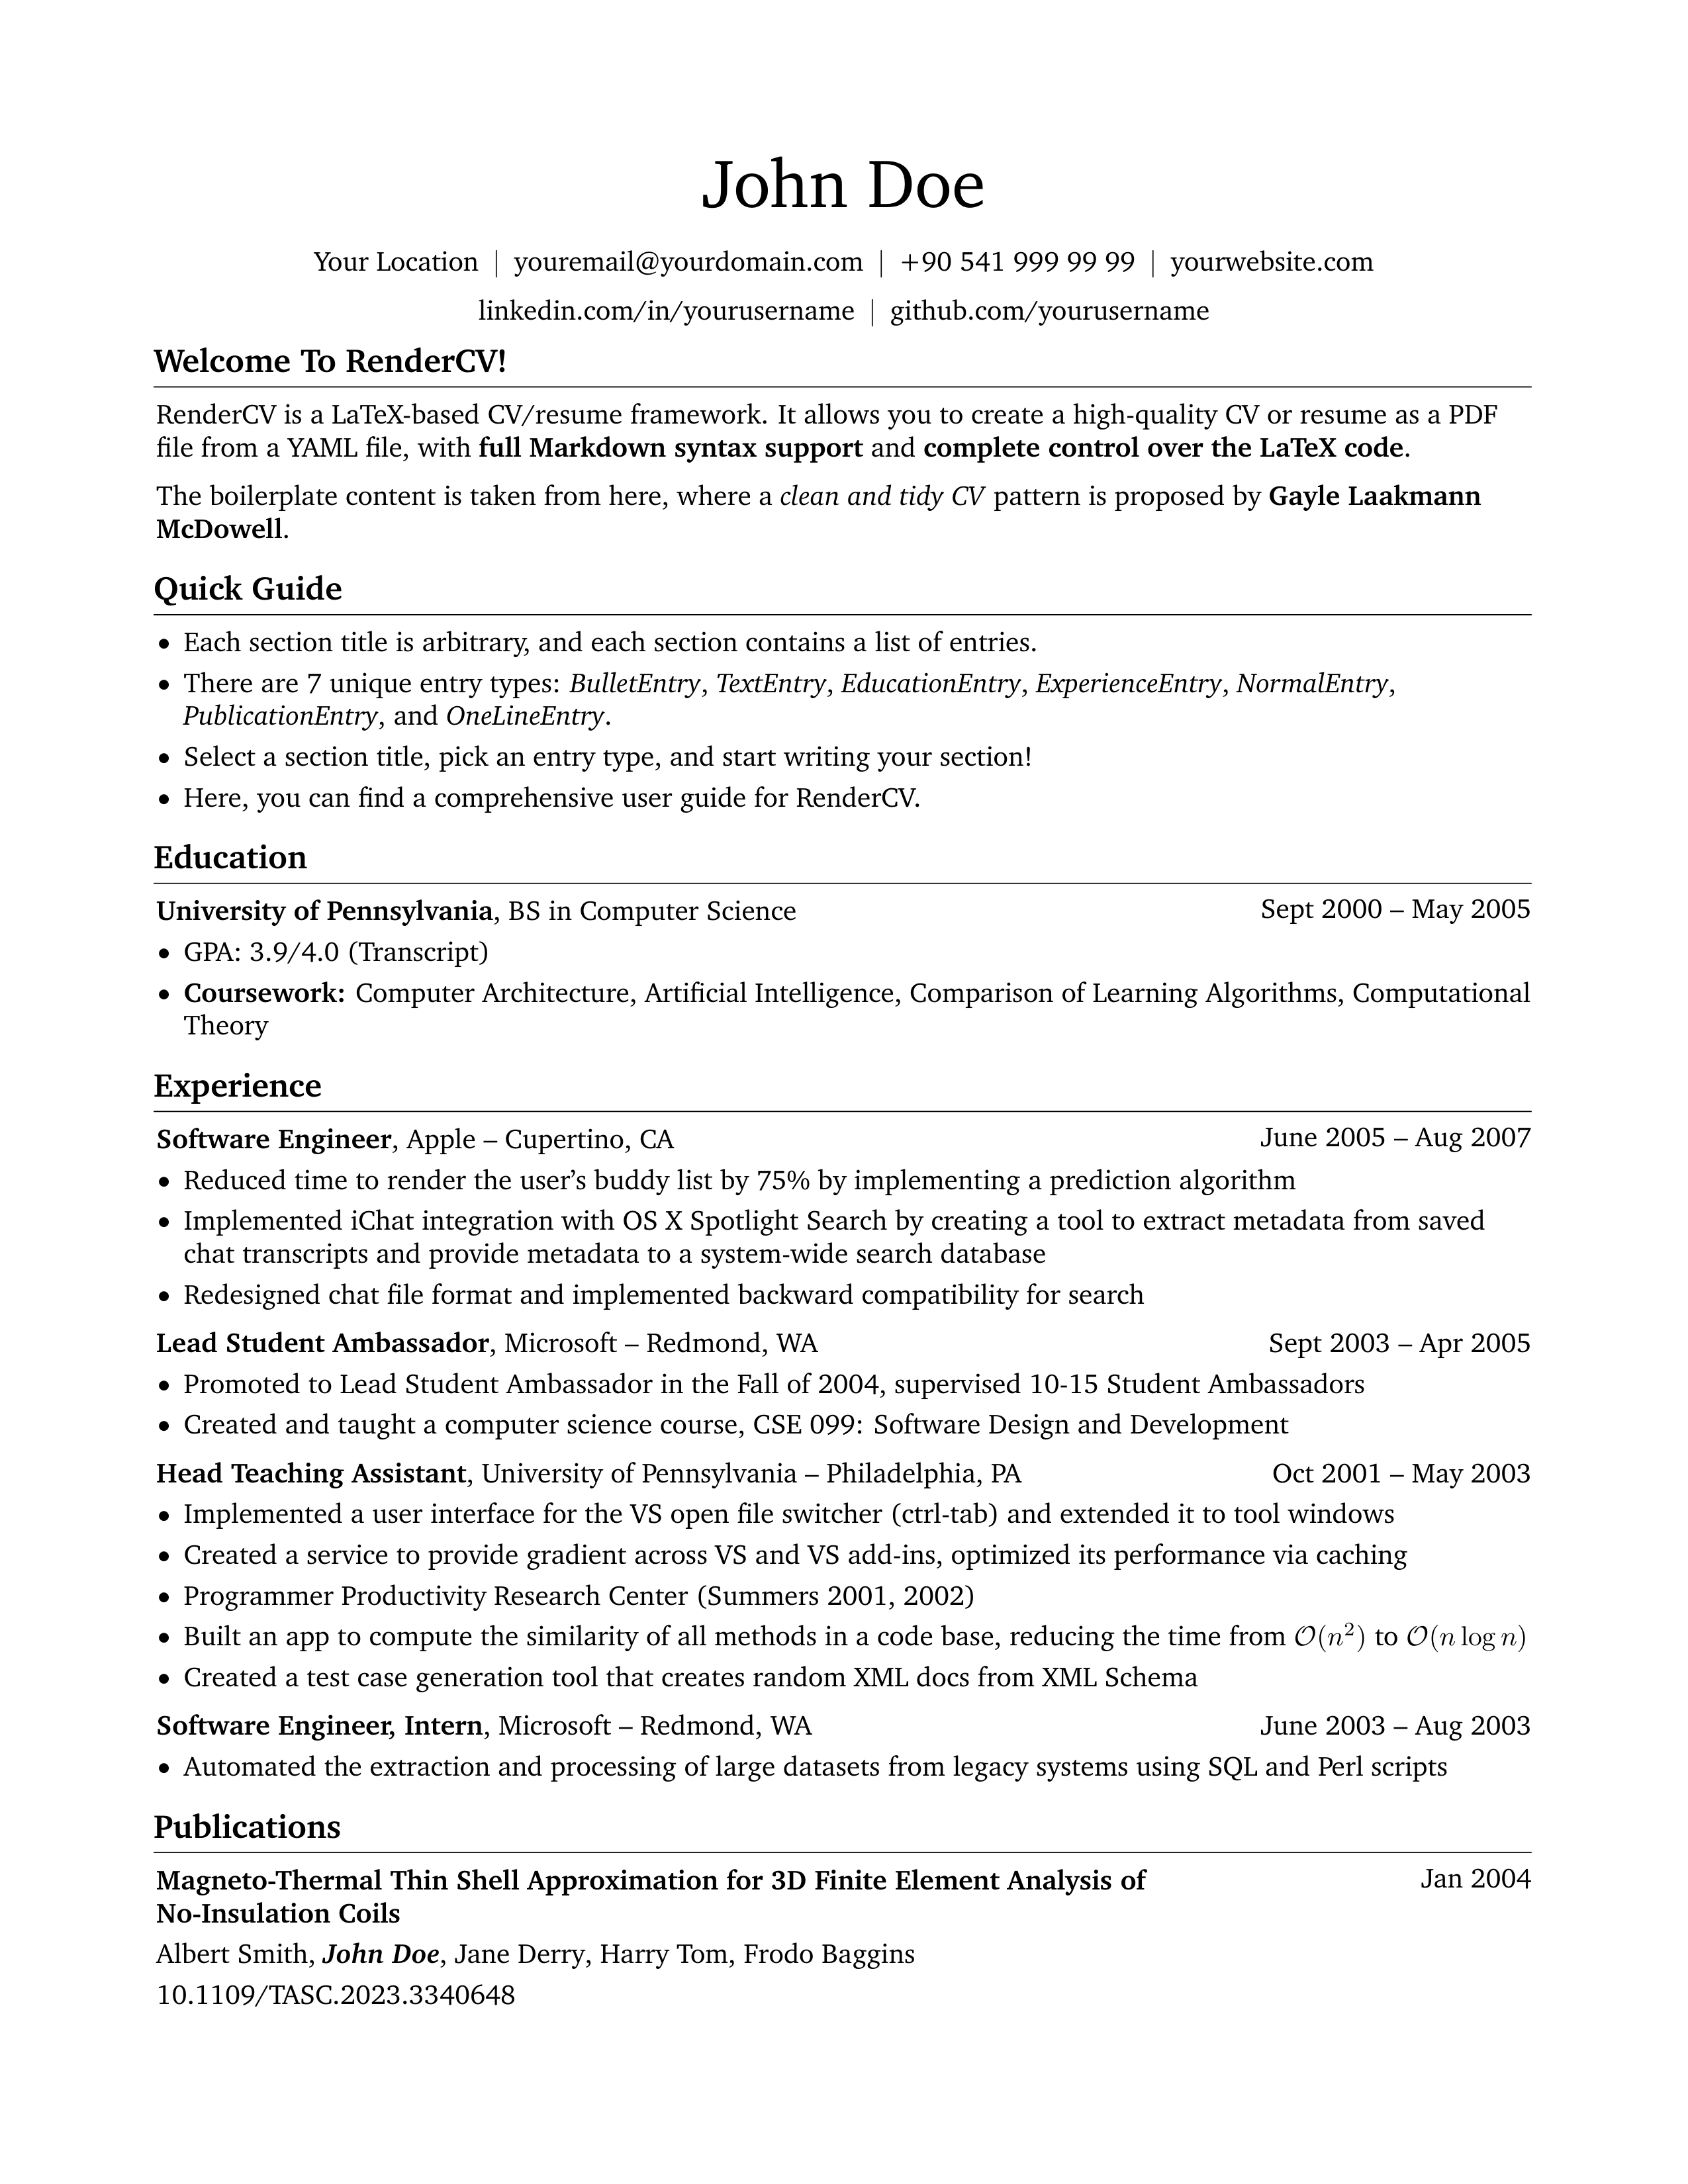 John Doe
Your Location | youremail@yourdomain.com | +90 541 999 99 99 | yourwebsite.com
linkedin.com/in/yourusername | github.com/yourusername
Welcome To RenderCV!
RenderCV is a LaTeX-based CV/resume framework. It allows you to create a high-quality CV or resume as a PDF
file from a YAML file, with full Markdown syntax support and complete control over the LaTeX code.
The boilerplate content is taken from here, where a clean and tidy CV pattern is proposed by Gayle Laakmann
McDowell.
Quick Guide
• Each section title is arbitrary, and each section contains a list of entries.
• There are 7 unique entry types: BulletEntry, TextEntry, EducationEntry, ExperienceEntry, NormalEntry,
PublicationEntry, and OneLineEntry.
• Select a section title, pick an entry type, and start writing your section!
• Here, you can find a comprehensive user guide for RenderCV.
Education
University of Pennsylvania, BS in Computer Science Sept 2000 – May 2005
• GPA: 3.9/4.0 (Transcript)
• Coursework: Computer Architecture, Artificial Intelligence, Comparison of Learning Algorithms, Computational
Theory
Experience
Software Engineer, Apple – Cupertino, CA June 2005 – Aug 2007
• Reduced time to render the user’s buddy list by 75% by implementing a prediction algorithm
• Implemented iChat integration with OS X Spotlight Search by creating a tool to extract metadata from saved
chat transcripts and provide metadata to a system-wide search database
• Redesigned chat file format and implemented backward compatibility for search
Lead Student Ambassador, Microsoft – Redmond, WA Sept 2003 – Apr 2005
• Promoted to Lead Student Ambassador in the Fall of 2004, supervised 10-15 Student Ambassadors
• Created and taught a computer science course, CSE 099: Software Design and Development
Head Teaching Assistant, University of Pennsylvania – Philadelphia, PA Oct 2001 – May 2003
• Implemented a user interface for the VS open file switcher (ctrl-tab) and extended it to tool windows
• Created a service to provide gradient across VS and VS add-ins, optimized its performance via caching
• Programmer Productivity Research Center (Summers 2001, 2002)
• Built an app to compute the similarity of all methods in a code base, reducing the time from 𝒪(n²) to 𝒪(n log n)
• Created a test case generation tool that creates random XML docs from XML Schema
Software Engineer, Intern, Microsoft – Redmond, WA June 2003 – Aug 2003
• Automated the extraction and processing of large datasets from legacy systems using SQL and Perl scripts
Publications
Magneto-Thermal Thin Shell Approximation for 3D Finite Element Analysis of Jan 2004
No-Insulation Coils
Albert Smith, John Doe, Jane Derry, Harry Tom, Frodo Baggins
10.1109/TASC.2023.3340648